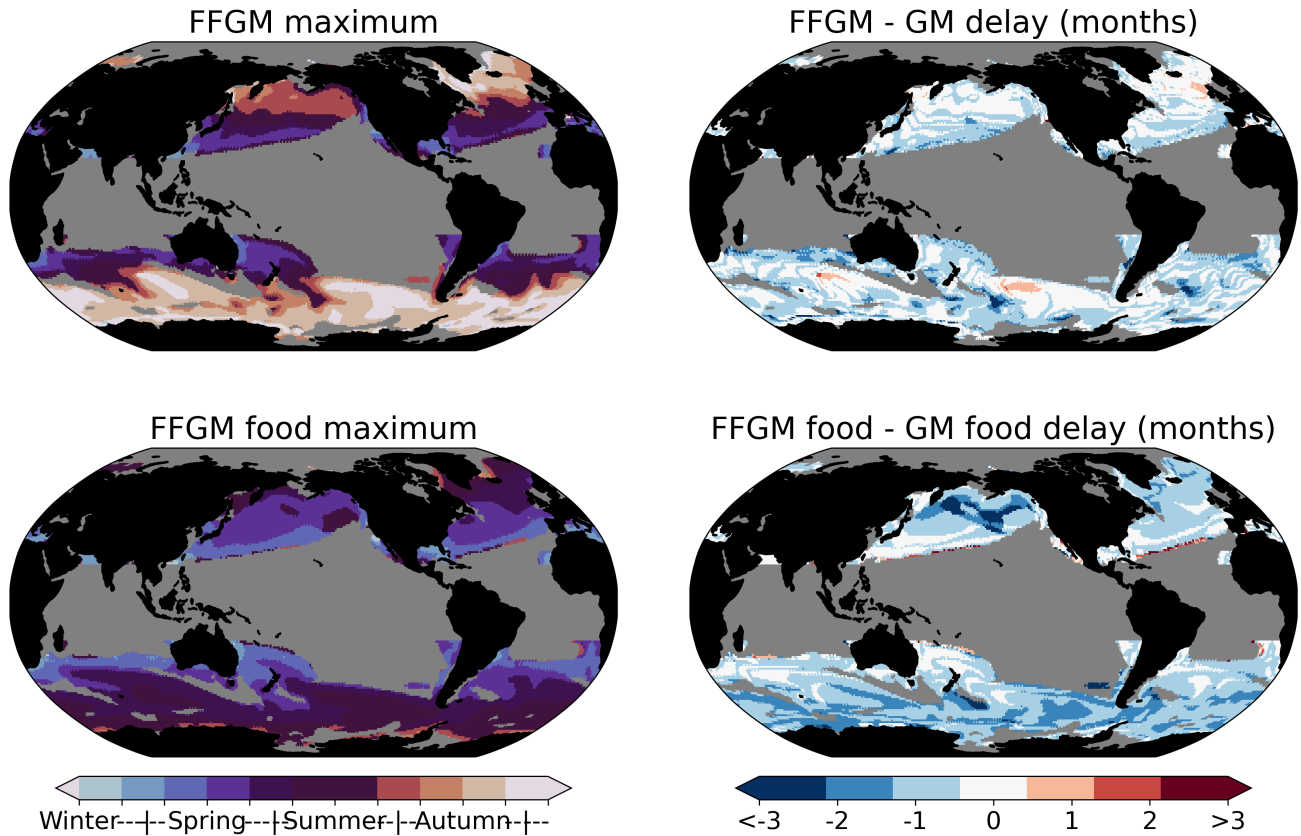 FFGM maximum
FFGM - GM delay (months)
FFGM food maximum
FFGM food - GM food delay (months)
Winter---|--Spring---|Summer-|-Autumn-|--
<-3 -2 -1 0 1 2 >3